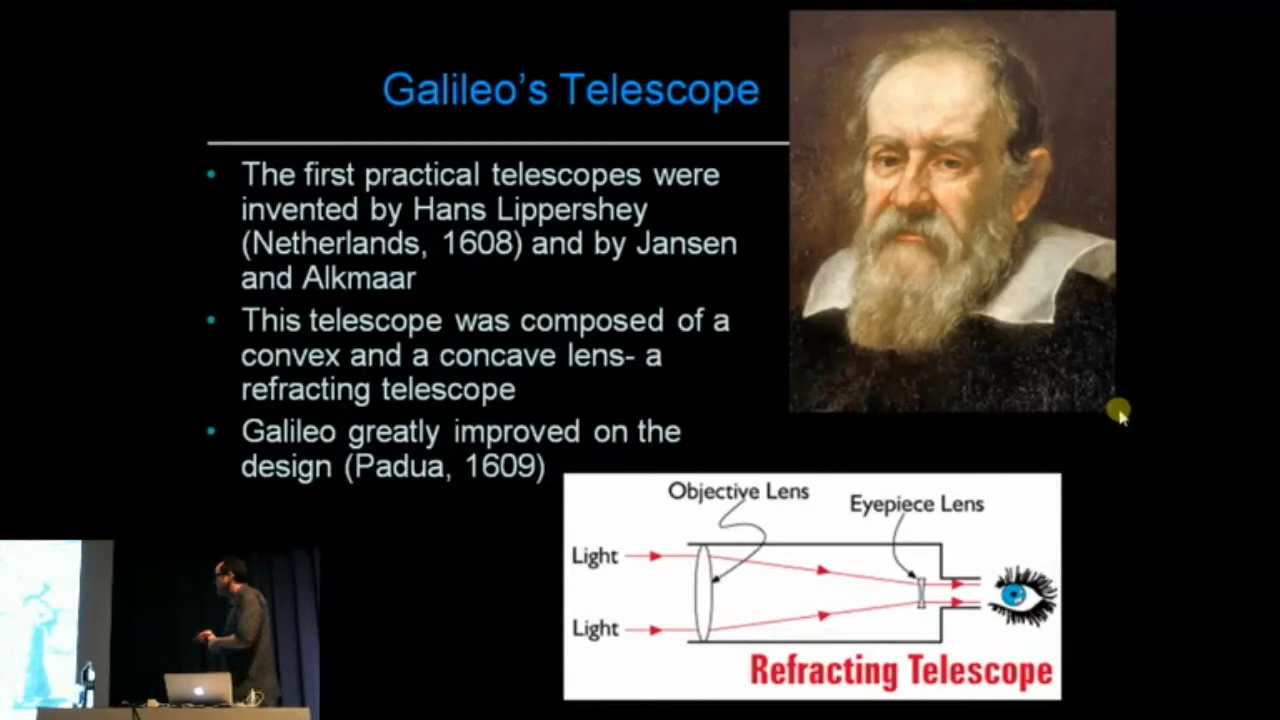 Galileo's Telescope
• The first practical telescopes were
invented by Hans Lippershey
(Netherlands, 1608) and by Jansen
and Alkmaar
• This telescope was composed of a
convex and a concave lens- a
refracting telescope
• Galileo greatly improved on the
design (Padua, 1609)
Objective Lens
Eyepiece Lens
Light
Light
Refracting Telescope